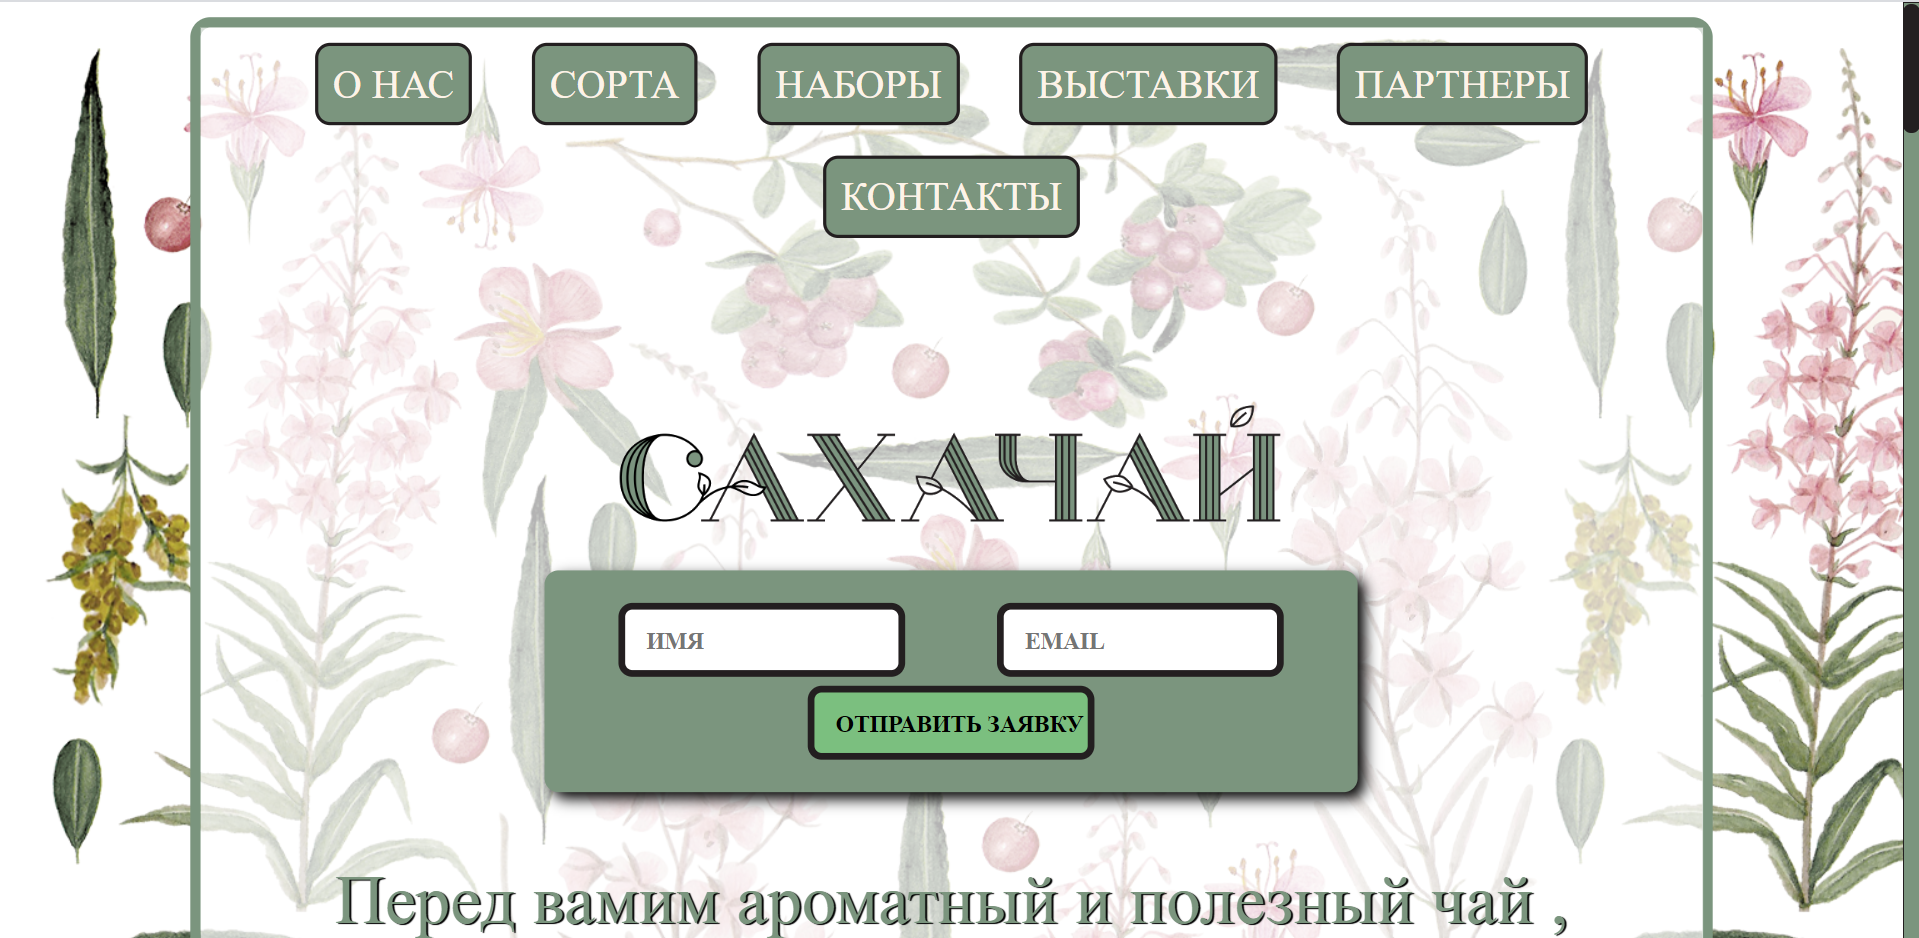 О НАС СОРТА НАБОРЫ ВЫСТАВКИ ПАРТНЕРЫ
КОНТАКТЫ
САХАЧАЙ
ИМЯ EMAIL
ОТПРАВИТЬ ЗАЯВКУ
Перед вамим ароматный и полезный чай ,